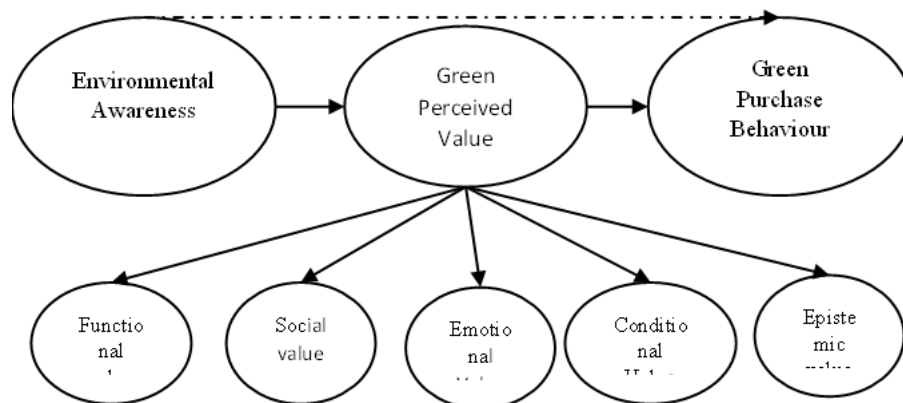 Environmental
Awareness
Green
Perceived
Value
Green
Purchase
Behaviour
Functio
nal
Social
value
Emotio
nal
Conditio
nal
Episte
mic